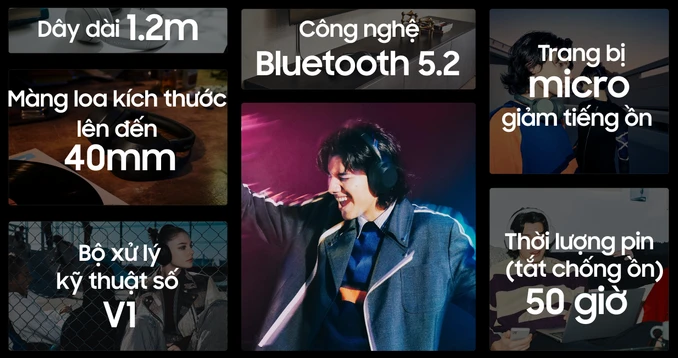 Dây dài 1.2m
Màng loa kích thước
lên đến
40mm
Bộ xử lý
kỹ thuật số
V1
Công nghệ
Bluetooth 5.2
Trang bị
micro
giảm tiếng ồn
Thời lượng pin
(tắt chống ồn)
50 giờ